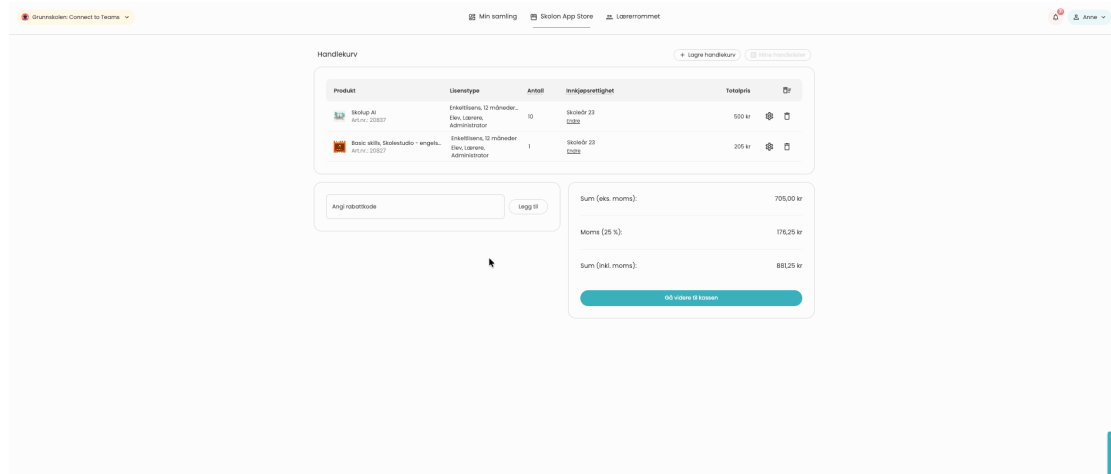 Grunnskolen: Connect to Teams
Min samling
Skolon App Store
Lærerrommet
Anne
Handlekurv
+ Lagre handlekurv
Produkt Lisenstype Antall Innkjøpsrettighet Totalpris
Skolup AI
Art.nr.: 20837
Enkeltlisens, 12 måneder...
Elev, Lærere,
Administrator
10
Skoleår 23
Endre
500 kr
Basic skills, Skolestudio - engels...
Art.nr.: 20827
Enkeltlisens, 12 måneder
Elev, Lærere,
Administrator
1
Skoleår 23
Endre
205 kr
Angi rabattkode
Legg til
Sum (eks. moms): 705,00 kr
Moms (25 %): 176,25 kr
Sum (inkl. moms): 881,25 kr
Gå videre til kassen